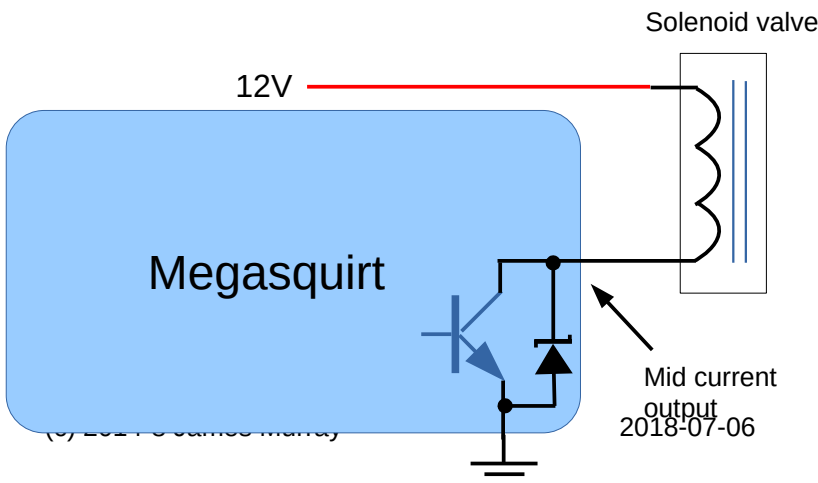 Solenoid valve
12V
Megasquirt
Mid current
output
2018-07-06